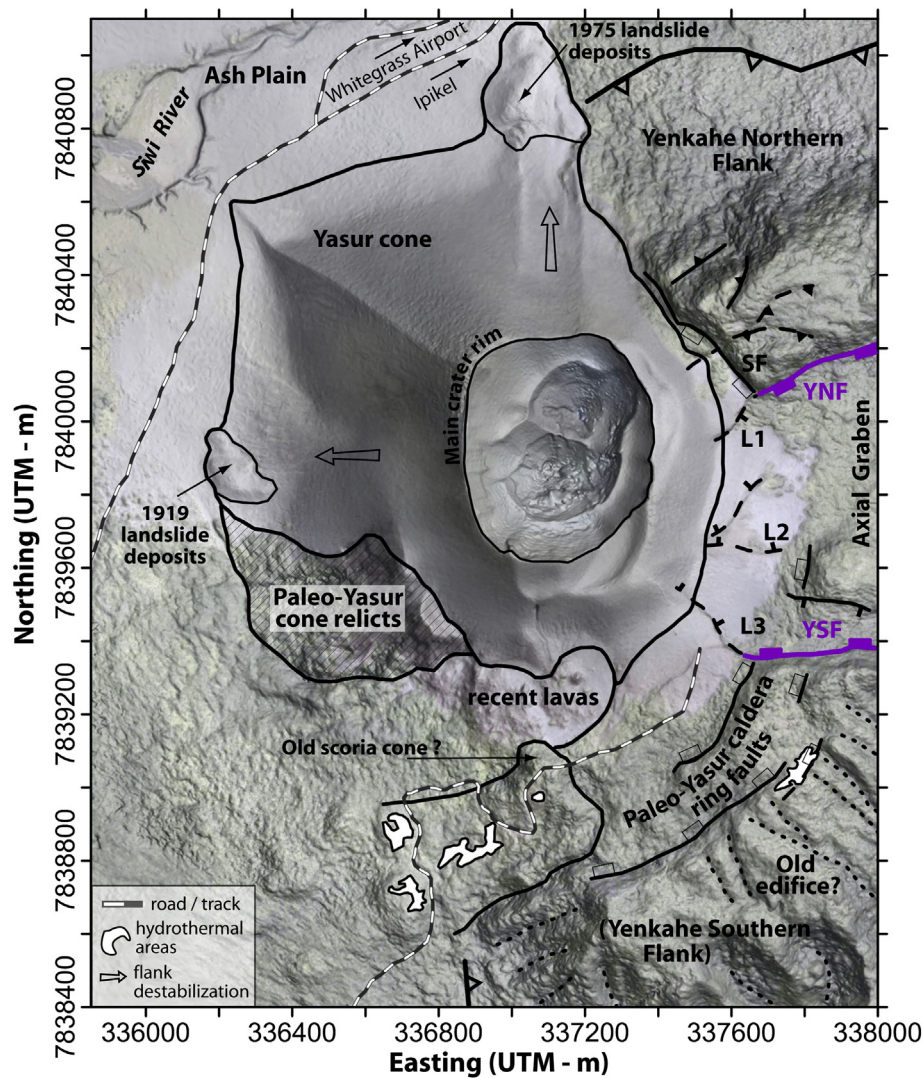 1975 landslide
deposits
Whitegrass Airport
Ipikel
Ash Plain
Siwi River
Yenkahe Northern
Flank
Yasur cone
Main crater rim
SF
YNF
L1
Axial Graben
L2
1919
landslide
deposits
Paleo-Yasur
cone relicts
L3
YSF
recent lavas
Old scoria cone ?
Paleo-Yasur caldera
ring faults
Old
edifice?
(Yenkahe Southern
Flank)
road / track
hydrothermal
areas
flank
destabilization
Northing (UTM - m)
7840800
7840400
7840000
7839600
7839200
7838800
7838400
336000 336400 336800 337200 337600 338000
Easting (UTM - m)